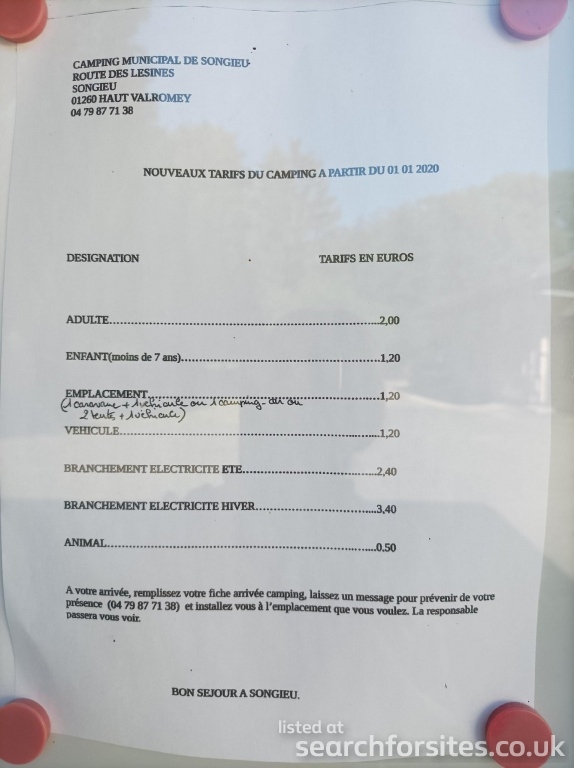 CAMPING MUNICIPAL DE SONGIEU
ROUTE DES LESINES
SONGIEU
01260 HAUT VALROMEY
04 79 87 71 38
NOUVEAUX TARIFS DU CAMPING A PARTIR DU 01 01 2020
DESIGNATION TARIFS EN EUROS
ADULTE..........................................................................2,00
ENFANT(moins de 7 ans)......................................................1,20
EMPLACEMENT................................................................1,20
(1 caravane + 1 véhicule ou 1 camping-car ou
2 tentes + 1 véhicule)
VEHICULE......................................................................1,20
BRANCHEMENT ELECTRICITE ETE.......................................2,40
BRANCHEMENT ELECTRICITE HIVER....................................3,40
ANIMAL.........................................................................0.50
A votre arrivée, remplissez votre fiche arrivée camping, laissez un message pour prévenir de votre
présence (04 79 87 71 38) et installez vous à l'emplacement que vous voulez. La responsable
passera vous voir.
BON SEJOUR A SONGIEU.
listed at
searchforsites.co.uk